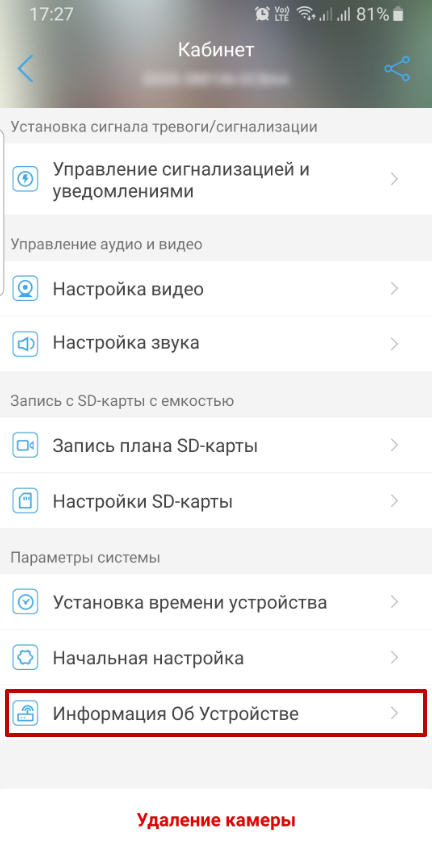 17:27 Vo) LTE 81%
Кабинет
Установка сигнала тревоги/сигнализации
Управление сигнализацией и
уведомлениями
Управление аудио и видео
Настройка видео
Настройка звука
Запись с SD-карты с емкостью
Запись плана SD-карты
Настройки SD-карты
Параметры системы
Установка времени устройства
Начальная настройка
Информация Об Устройстве
Удаление камеры